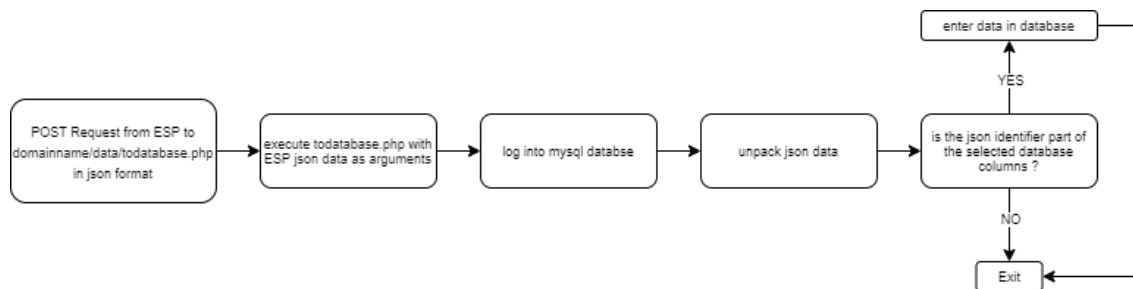 enter data in database
YES
POST Request from ESP to
domainname/data/todatabase.php
in json format
execute todatabase.php with
ESP json data as arguments
log into mysql databse
unpack json data
is the json identifier part of
the selected database
columns ?
NO
Exit